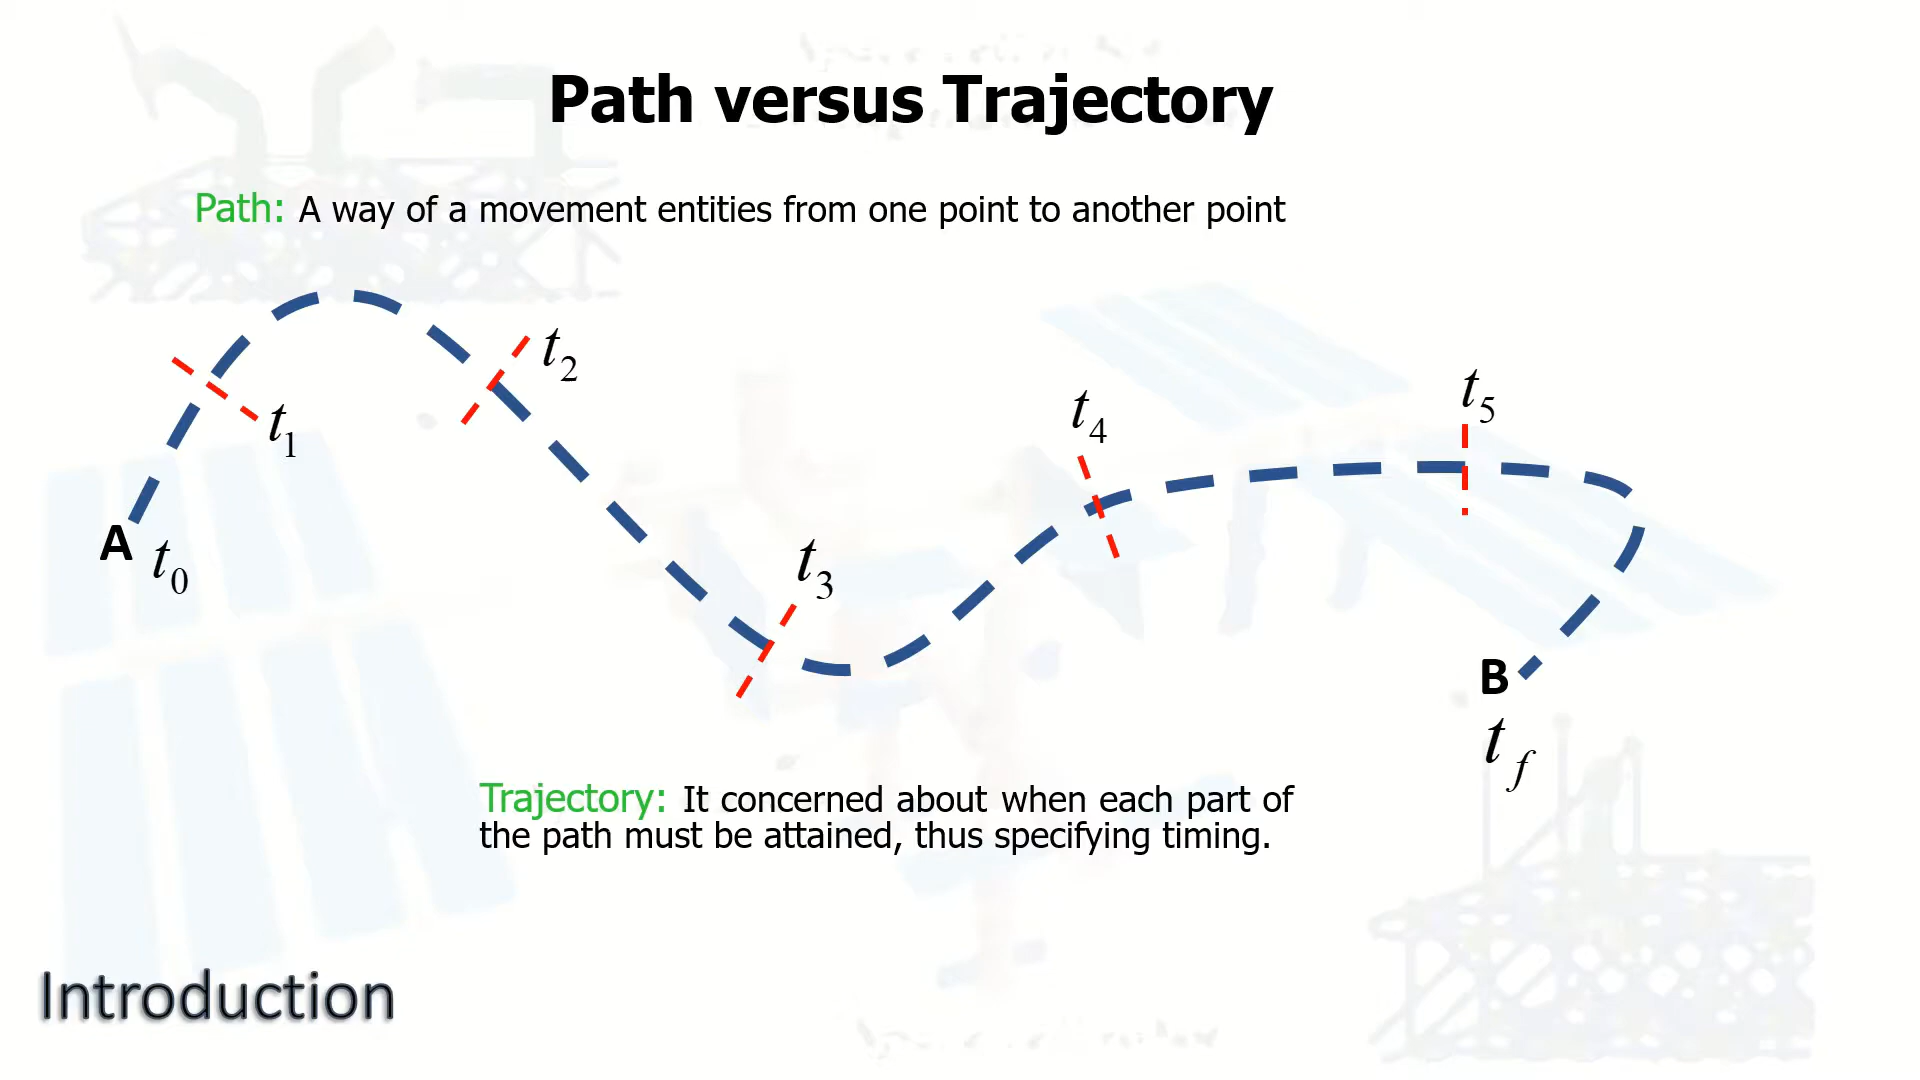 Path versus Trajectory
Path: A way of a movement entities from one point to another point
t2
t5
t4
t1
A t0
t3
B
tf
Trajectory: It concerned about when each part of
the path must be attained, thus specifying timing.
Introduction